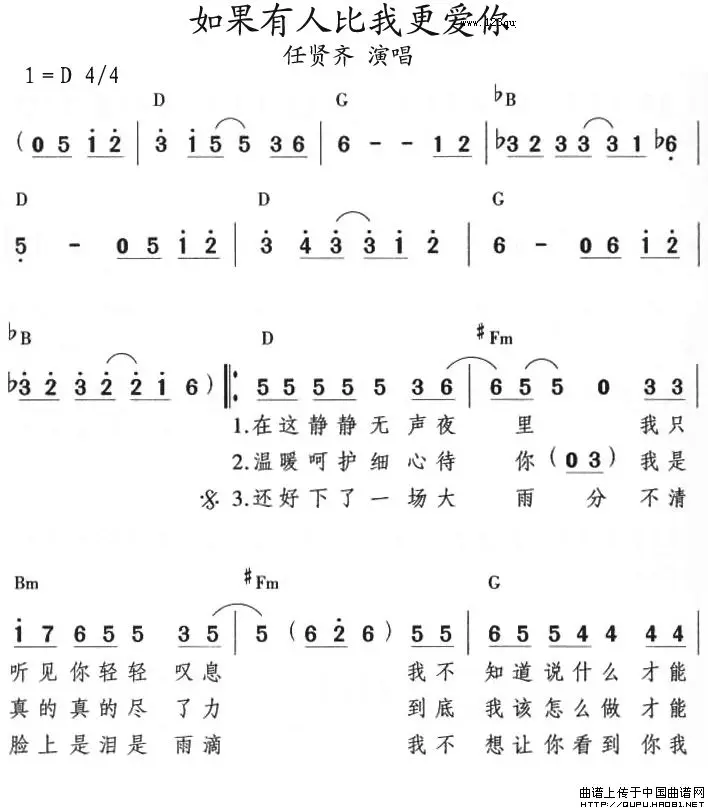 如果有人比我更爱你
www.123qu
任贤齐 演唱
1=D 4/4
D G ♭B
( 0 5 i̇ 2̇ | 3̇ i̇ 5 5 3 6 | 6 - - 1 2 | ♭3 2 3 3 3 1 ♭6̣ |
D D G
5̣ - 0 5 i̇ 2̇ | 3̇ 4̇ 3̇ 3̇ i̇ 2̇ | 6 - 0 6 i̇ 2̇ |
♭B D #Fm
♭3̇ 2̇ 3̇ 2̇ 2̇ i̇ 6 ) ‖: 5 5 5 5 5 3 6 | 6 5 5 0 3 3
1.在这静静无声夜 里 我只
2.温暖呵护细心待 你 ( 0 3 ) 我是
𝄋 3.还好下了一场大 雨 分 不清
Bm #Fm G
i̇ 7 6 5 5 3 5 | 5 ( 6 2̇ 6 ) 5 5 | 6 5 5 4 4 4 4
听见你轻轻 叹息 我不 知道说什么 才能
真的真的尽 了力 到底 我该怎么做 才能
脸上是泪是 雨滴 我不 想让你看到 你我
曲谱上传于中国曲谱网
HTTP://QUPU.HAO81.NET